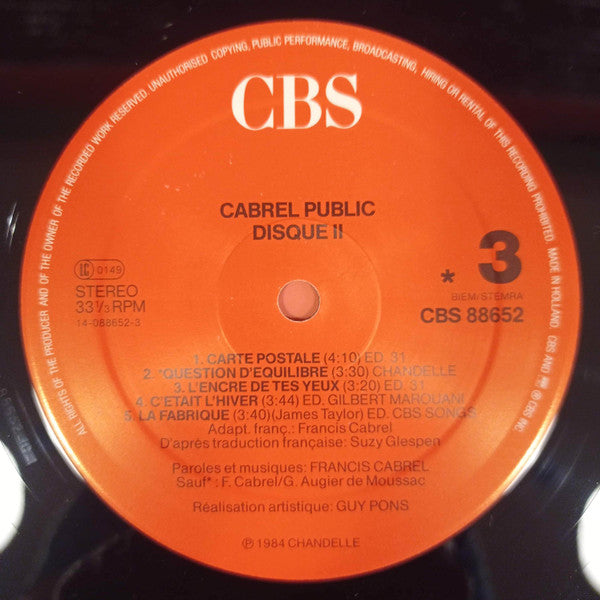 ALL RIGHTS OF THE PRODUCER AND OF THE OWNER OF THE RECORDED WORK RESERVED. UNAUTHORISED COPYING, PUBLIC PERFORMANCE, BROADCASTING, HIRING OR RENTAL OF THIS RECORDING PROHIBITED. MADE IN HOLLAND. CBS AND ℗ CBS INC.
CBS
CABREL PUBLIC
DISQUE II
LC 0149
STEREO
33 1/3 RPM
14-088652-3
* 3
BIEM/STEMRA
CBS 88652
1. CARTE POSTALE (4:10) ED. 31
2. *QUESTION D'EQUILIBRE (3:30) CHANDELLE
3. L'ENCRE DE TES YEUX (3:20) ED. 31
4. C'ETAIT L'HIVER (3:44) ED. GILBERT MAROUANI
5. LA FABRIQUE (3:40)(James Taylor) ED. CBS SONGS
Adapt. franç.: Francis Cabrel
D'après traduction française: Suzy Glespen
Paroles et musiques: FRANCIS CABREL
Sauf* : F. Cabrel/G. Augier de Moussac
Réalisation artistique: GUY PONS
℗ 1984 CHANDELLE